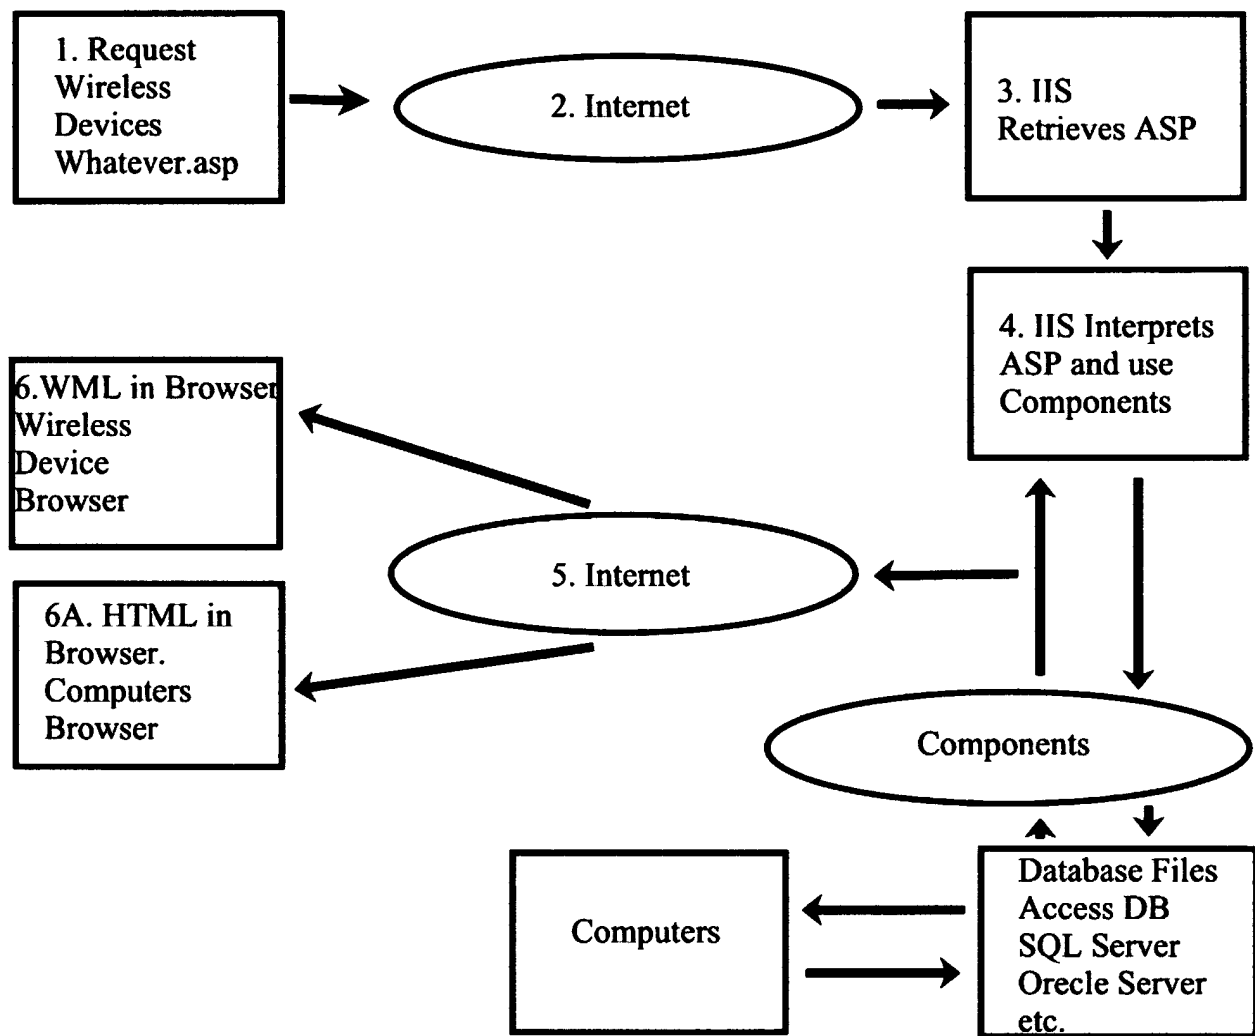 1. Request
Wireless
Devices
Whatever.asp
2. Internet
3. IIS
Retrieves ASP
4. IIS Interprets
ASP and use
Components
6.WML in Browser
Wireless
Device
Browser
5. Internet
6A. HTML in
Browser.
Computers
Browser
Components
Computers
Database Files
Access DB
SQL Server
Orecle Server
etc.